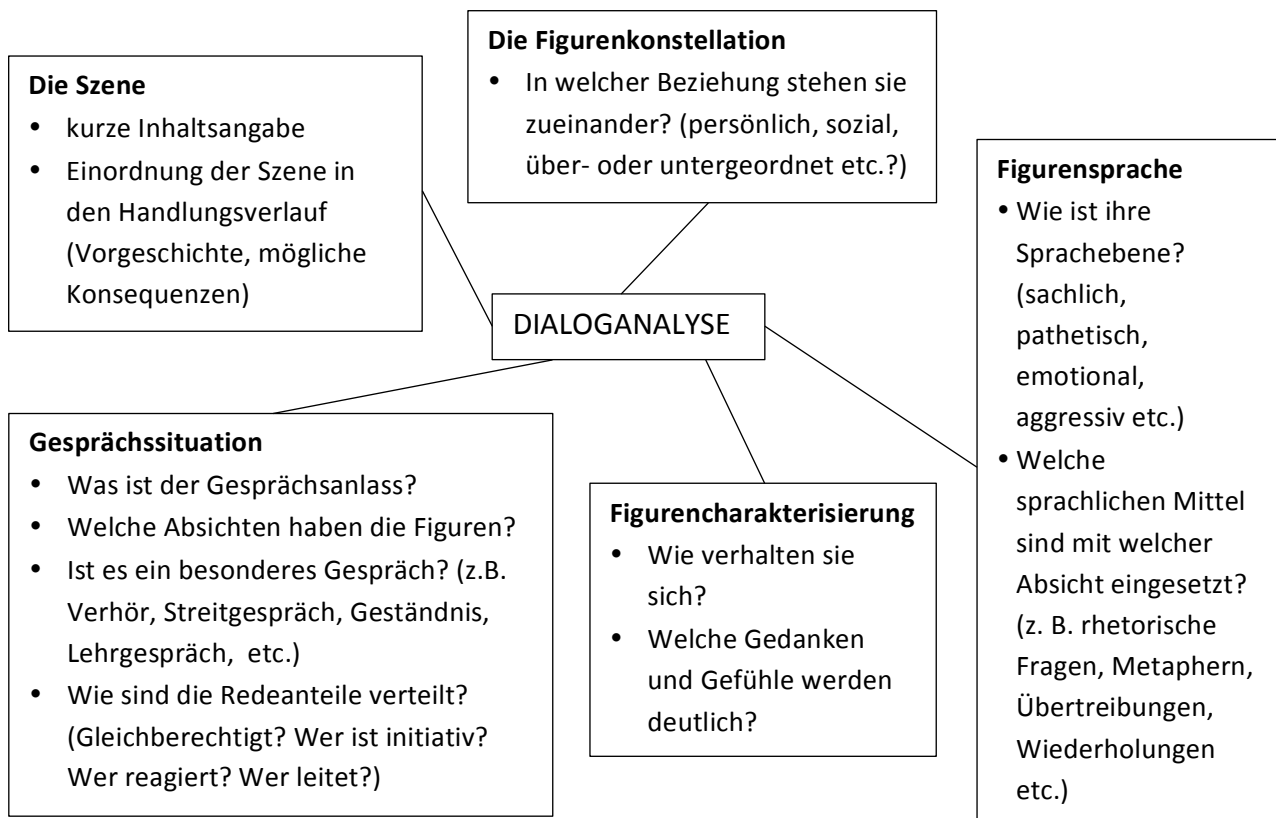 Die Szene
• kurze Inhaltsangabe
• Einordnung der Szene in
den Handlungsverlauf
(Vorgeschichte, mögliche
Konsequenzen)
Die Figurenkonstellation
• In welcher Beziehung stehen sie
zueinander? (persönlich, sozial,
über- oder untergeordnet etc.?)
Figurensprache
• Wie ist ihre
Sprachebene?
(sachlich,
pathetisch,
emotional,
aggressiv etc.)
• Welche
sprachlichen Mittel
sind mit welcher
Absicht eingesetzt?
(z. B. rhetorische
Fragen, Metaphern,
Übertreibungen,
Wiederholungen
etc.)
DIALOGANALYSE
Gesprächssituation
• Was ist der Gesprächsanlass?
• Welche Absichten haben die Figuren?
• Ist es ein besonderes Gespräch? (z.B.
Verhör, Streitgespräch, Geständnis,
Lehrgespräch, etc.)
• Wie sind die Redeanteile verteilt?
(Gleichberechtigt? Wer ist initiativ?
Wer reagiert? Wer leitet?)
Figurencharakterisierung
• Wie verhalten sie
sich?
• Welche Gedanken
und Gefühle werden
deutlich?